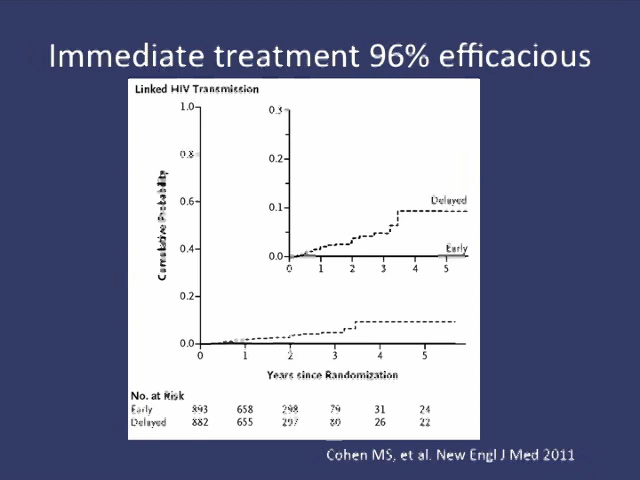 Immediate treatment 96% efficacious
Linked HIV Transmission
Cumulative Probability
1.0
0.8
0.6
0.4
0.2
0.0
0 1 2 3 4 5
0.3
0.2
0.1
0.0
0 1 2 3 4 5
Delayed
Early
Years since Randomization
No. at Risk
Early 893 658 298 79 31 24
Delayed 882 655 297 80 26 22
Cohen MS, et al. New Engl J Med 2011